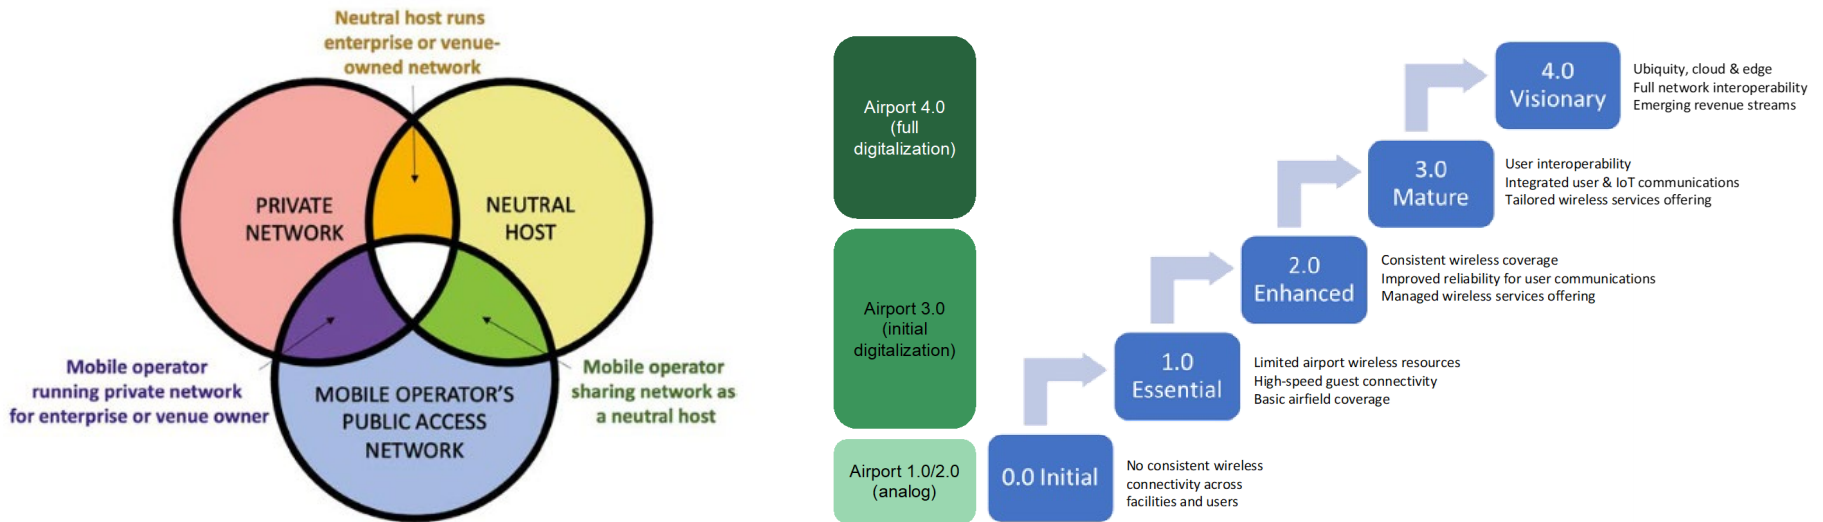 Neutral host runs
enterprise or venue-
owned network
PRIVATE
NETWORK
NEUTRAL
HOST
Mobile operator
running private network
for enterprise or venue owner
MOBILE OPERATOR'S
PUBLIC ACCESS
NETWORK
Mobile operator
sharing network as
a neutral host
Airport 4.0
(full
digitalization)
Airport 3.0
(initial
digitalization)
Airport 1.0/2.0
(analog)
4.0
Visionary
Ubiquity, cloud & edge
Full network interoperability
Emerging revenue streams
3.0
Mature
User interoperability
Integrated user & IoT communications
Tailored wireless services offering
2.0
Enhanced
Consistent wireless coverage
Improved reliability for user communications
Managed wireless services offering
1.0
Essential
Limited airport wireless resources
High-speed guest connectivity
Basic airfield coverage
0.0 Initial
No consistent wireless
connectivity across
facilities and users